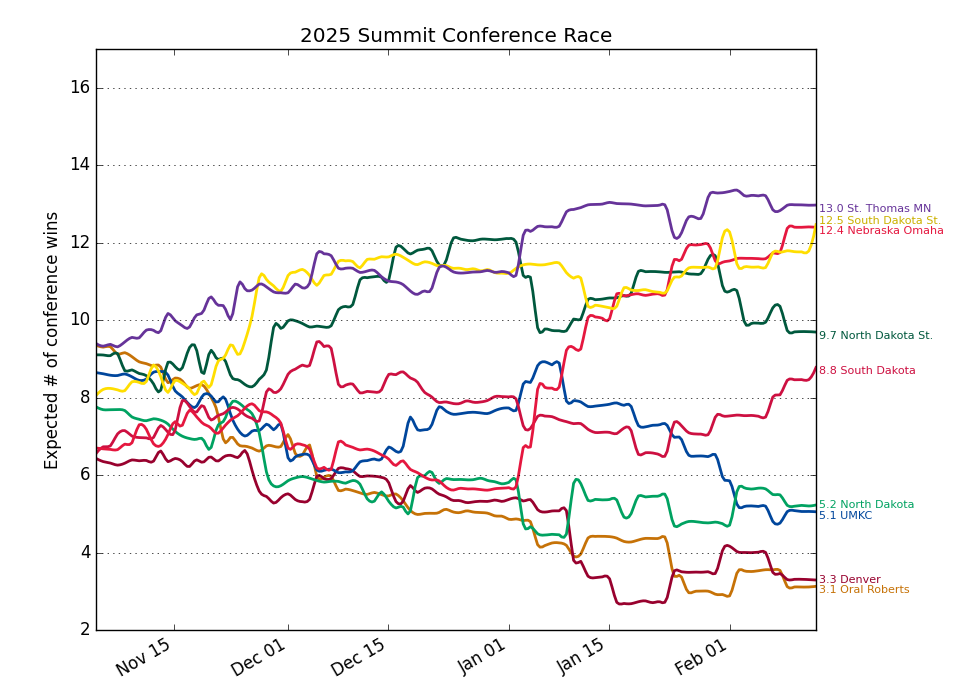 2025 Summit Conference Race
Expected # of conference wins
16
14
12
10
8
6
4
2
Nov 15
Dec 01
Dec 15
Jan 01
Jan 15
Feb 01
13.0 St. Thomas MN
12.5 South Dakota St.
12.4 Nebraska Omaha
9.7 North Dakota St.
8.8 South Dakota
5.2 North Dakota
5.1 UMKC
3.3 Denver
3.1 Oral Roberts